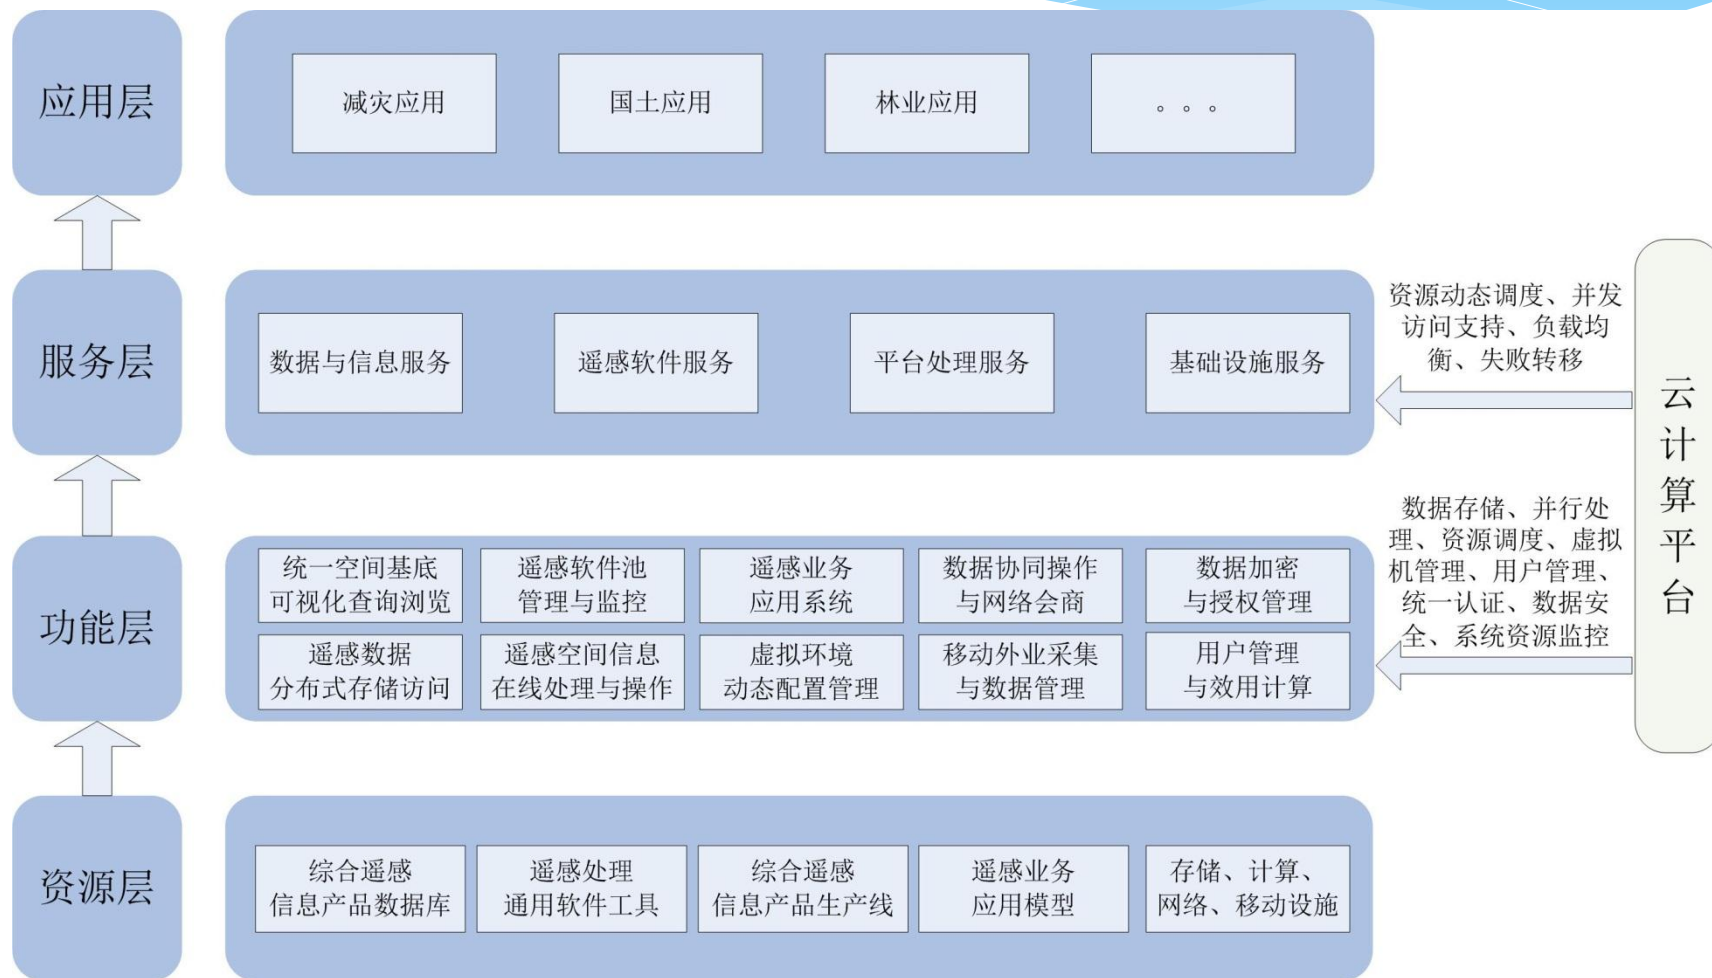 应用层
减灾应用
国土应用
林业应用
。。。
服务层
数据与信息服务
遥感软件服务
平台处理服务
基础设施服务
资源动态调度、并发
访问支持、负载均
衡、失败转移
云
计
算
平
台
功能层
统一空间基底
可视化查询浏览
遥感软件池
管理与监控
遥感业务
应用系统
数据协同操作
与网络会商
数据加密
与授权管理
遥感数据
分布式存储访问
遥感空间信息
在线处理与操作
虚拟环境
动态配置管理
移动外业采集
与数据管理
用户管理
与效用计算
数据存储、并行处
理、资源调度、虚拟
机管理、用户管理、
统一认证、数据安
全、系统资源监控
资源层
综合遥感
信息产品数据库
遥感处理
通用软件工具
综合遥感
信息产品生产线
遥感业务
应用模型
存储、计算、
网络、移动设施